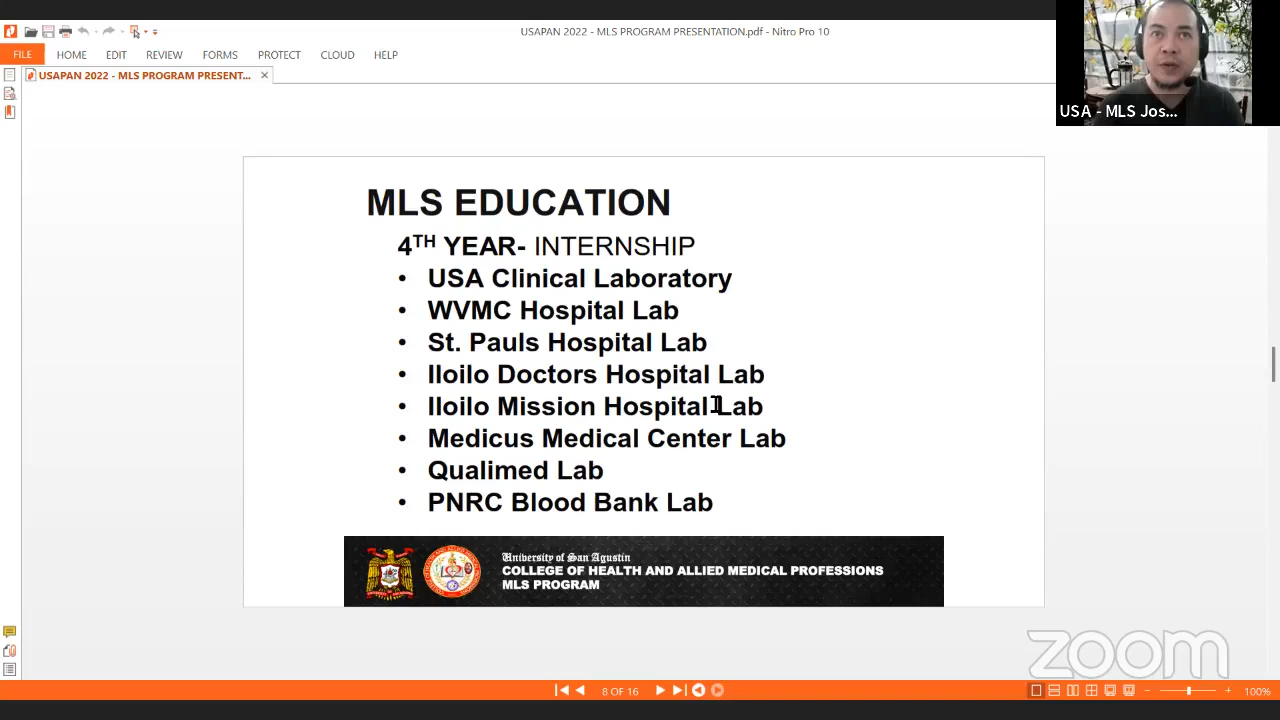 USAPAN 2022 - MLS PROGRAM PRESENTATION.pdf - Nitro Pro 10
FILE HOME EDIT REVIEW FORMS PROTECT CLOUD HELP
USAPAN 2022 - MLS PROGRAM PRESENT...
USA - MLS Jos...
MLS EDUCATION
4TH YEAR- INTERNSHIP
• USA Clinical Laboratory
• WVMC Hospital Lab
• St. Pauls Hospital Lab
• Iloilo Doctors Hospital Lab
• Iloilo Mission Hospital Lab
• Medicus Medical Center Lab
• Qualimed Lab
• PNRC Blood Bank Lab
University of San Agustin
COLLEGE OF HEALTH AND ALLIED MEDICAL PROFESSIONS
MLS PROGRAM
zoom
8 OF 16
100%